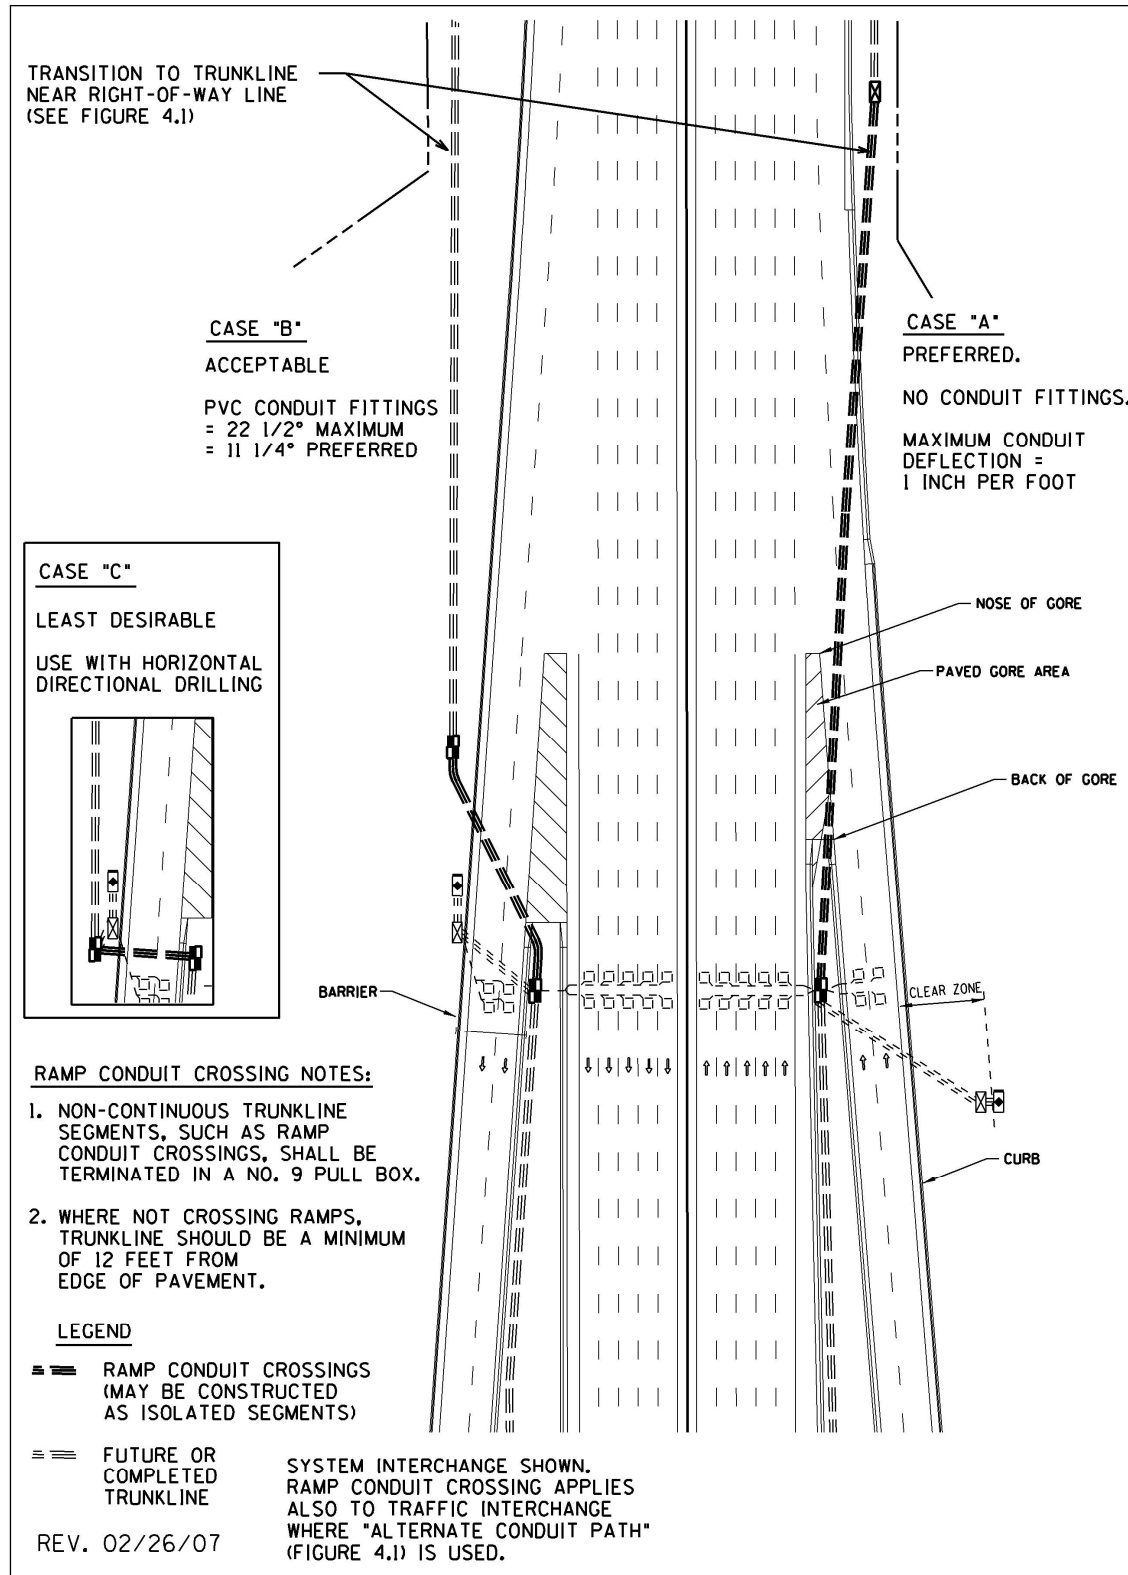 TRANSITION TO TRUNKLINE
NEAR RIGHT-OF-WAY LINE
(SEE FIGURE 4.1)
CASE "B"
ACCEPTABLE
PVC CONDUIT FITTINGS
= 22 1/2° MAXIMUM
= 11 1/4° PREFERRED
CASE "A"
PREFERRED.
NO CONDUIT FITTINGS.
MAXIMUM CONDUIT
DEFLECTION =
1 INCH PER FOOT
CASE "C"
LEAST DESIRABLE
USE WITH HORIZONTAL
DIRECTIONAL DRILLING
NOSE OF GORE
PAVED GORE AREA
BACK OF GORE
BARRIER
CLEAR ZONE
CURB
RAMP CONDUIT CROSSING NOTES:
1. NON-CONTINUOUS TRUNKLINE
SEGMENTS, SUCH AS RAMP
CONDUIT CROSSINGS, SHALL BE
TERMINATED IN A NO. 9 PULL BOX.
2. WHERE NOT CROSSING RAMPS,
TRUNKLINE SHOULD BE A MINIMUM
OF 12 FEET FROM
EDGE OF PAVEMENT.
LEGEND
RAMP CONDUIT CROSSINGS
(MAY BE CONSTRUCTED
AS ISOLATED SEGMENTS)
FUTURE OR
COMPLETED
TRUNKLINE
SYSTEM INTERCHANGE SHOWN.
RAMP CONDUIT CROSSING APPLIES
ALSO TO TRAFFIC INTERCHANGE
WHERE "ALTERNATE CONDUIT PATH"
(FIGURE 4.1) IS USED.
REV. 02/26/07